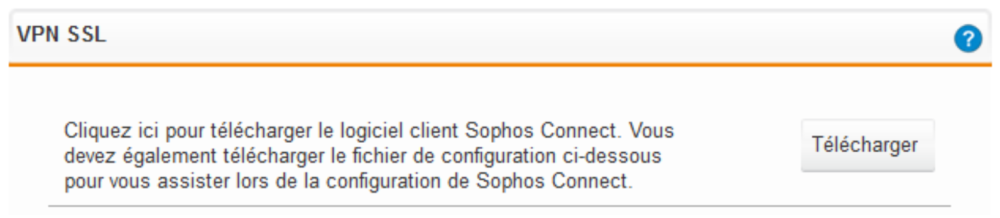 VPN SSL
?
Cliquez ici pour télécharger le logiciel client Sophos Connect. Vous
devez également télécharger le fichier de configuration ci-dessous
pour vous assister lors de la configuration de Sophos Connect.
Télécharger